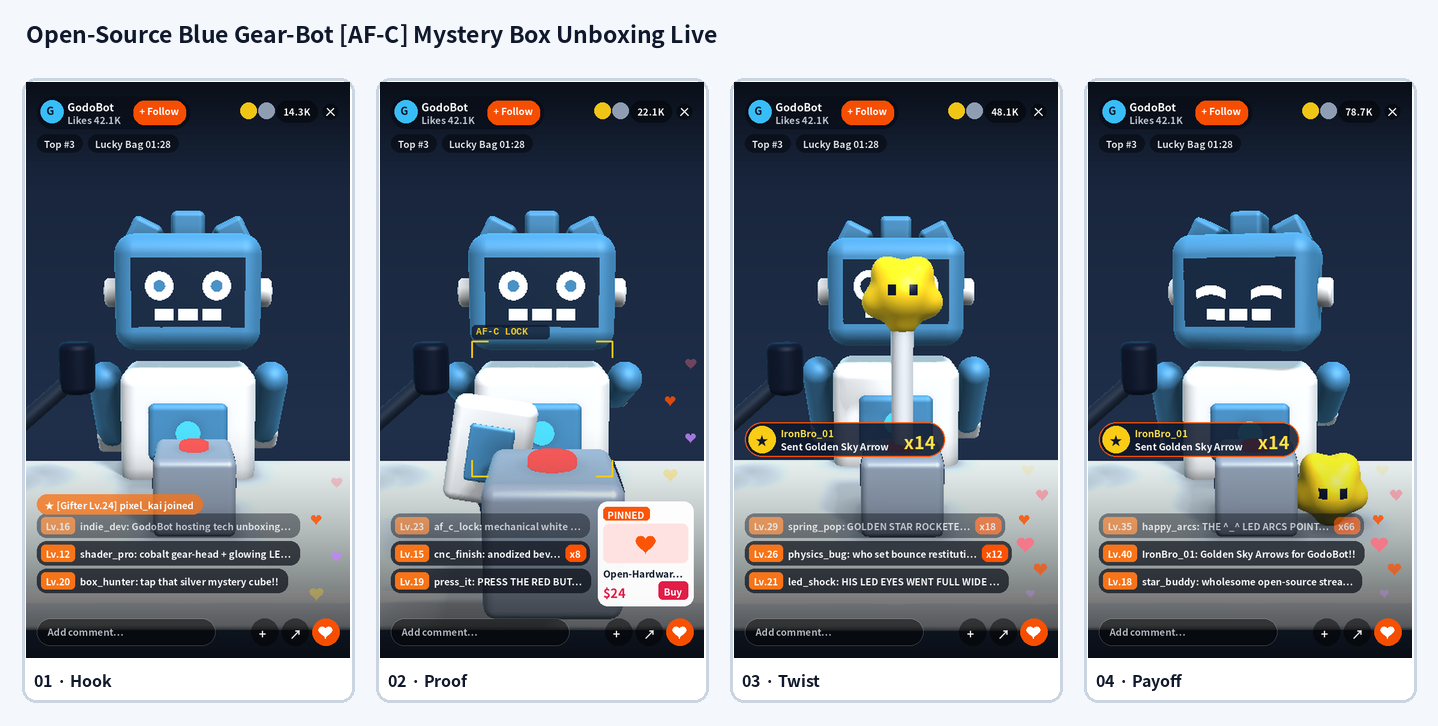 Open-Source Blue Gear-Bot [AF-C] Mystery Box Unboxing Live
G
GodoBot
Likes 42.1K
+ Follow
14.3K
×
Top #3
Lucky Bag 01:28
★ [Gifter Lv.24] pixel_kai joined
Lv.16 indie_dev: GodoBot hosting tech unboxing…
Lv.12 shader_pro: cobalt gear-head + glowing LE…
Lv.20 box_hunter: tap that silver mystery cube!!
Add comment…
+
↗
01 · Hook
G
GodoBot
Likes 42.1K
+ Follow
22.1K
×
Top #3
Lucky Bag 01:28
AF-C LOCK
Lv.23 af_c_lock: mechanical white …
Lv.15 cnc_finish: anodized bev… x8
Lv.19 press_it: PRESS THE RED BUT…
PINNED
Open-Hardwar…
$24
Buy
Add comment…
+
↗
02 · Proof
G
GodoBot
Likes 42.1K
+ Follow
48.1K
×
Top #3
Lucky Bag 01:28
★
IronBro_01
Sent Golden Sky Arrow
x14
Lv.29 spring_pop: GOLDEN STAR ROCKETE… x18
Lv.26 physics_bug: who set bounce restituti… x12
Lv.21 led_shock: HIS LED EYES WENT FULL WIDE …
Add comment…
+
↗
03 · Twist
G
GodoBot
Likes 42.1K
+ Follow
78.7K
×
Top #3
Lucky Bag 01:28
★
IronBro_01
Sent Golden Sky Arrow
x14
Lv.35 happy_arcs: THE ^_^ LED ARCS POINT… x66
Lv.40 IronBro_01: Golden Sky Arrows for GodoBot!!
Lv.18 star_buddy: wholesome open-source strea…
Add comment…
+
↗
04 · Payoff